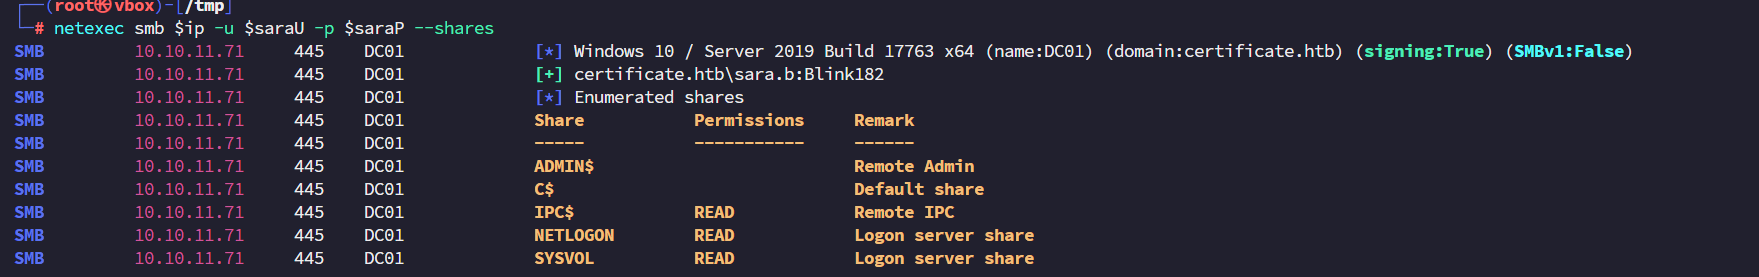 ┌──(root㉿vbox)-[/tmp]
└─# netexec smb $ip -u $saraU -p $saraP --shares
SMB 10.10.11.71 445 DC01 [*] Windows 10 / Server 2019 Build 17763 x64 (name:DC01) (domain:certificate.htb) (signing:True) (SMBv1:False)
SMB 10.10.11.71 445 DC01 [+] certificate.htb\sara.b:Blink182
SMB 10.10.11.71 445 DC01 [*] Enumerated shares
SMB 10.10.11.71 445 DC01 Share Permissions Remark
SMB 10.10.11.71 445 DC01 ----- ----------- ------
SMB 10.10.11.71 445 DC01 ADMIN$ Remote Admin
SMB 10.10.11.71 445 DC01 C$ Default share
SMB 10.10.11.71 445 DC01 IPC$ READ Remote IPC
SMB 10.10.11.71 445 DC01 NETLOGON READ Logon server share
SMB 10.10.11.71 445 DC01 SYSVOL READ Logon server share